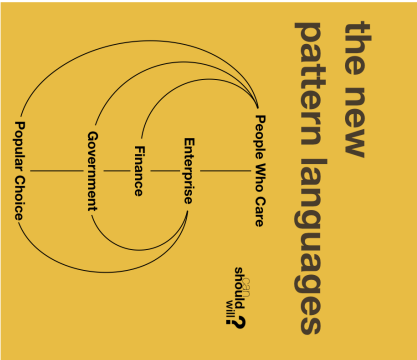 the new
pattern languages
People Who Care
Enterprise
Finance
Government
Popular Choice
can
should
will?